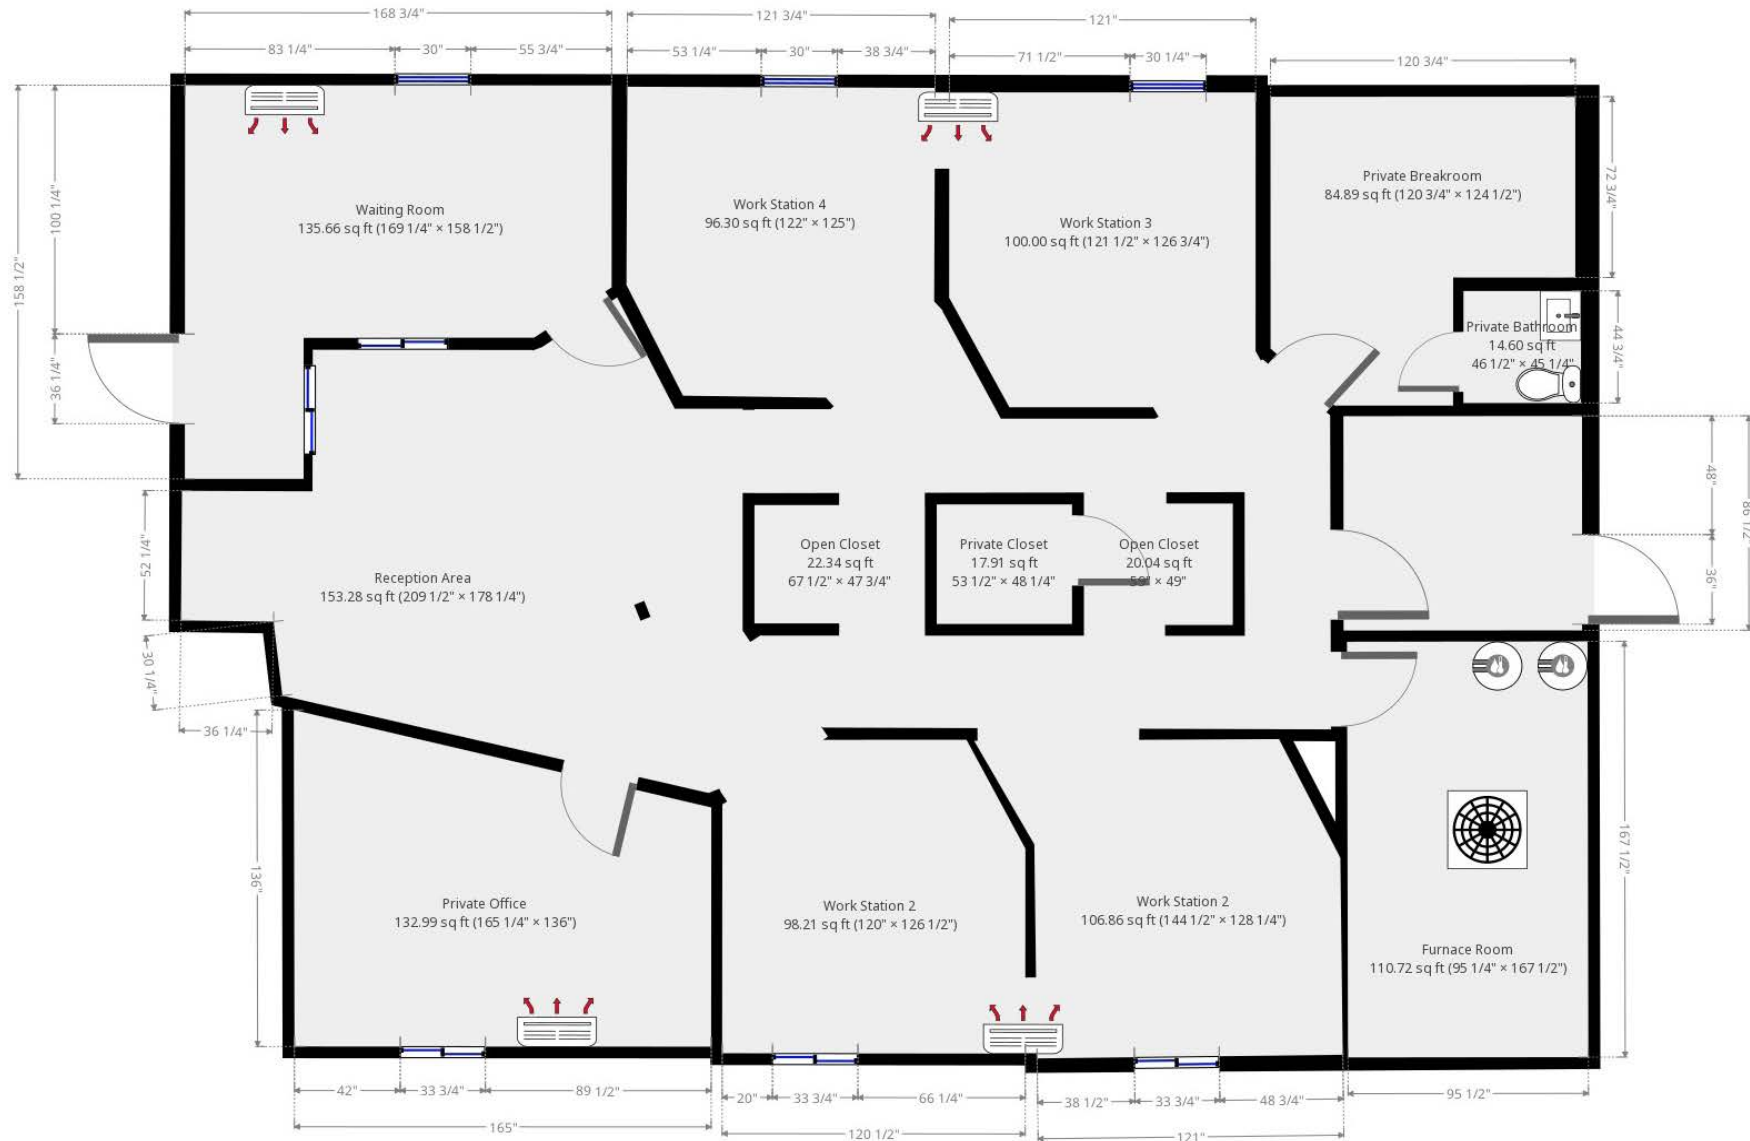 168 3/4"
121 3/4"
121"
83 1/4"
30"
55 3/4"
53 1/4"
30"
38 3/4"
71 1/2"
30 1/4"
120 3/4"
158 1/2"
100 1/4"
36 1/4"
72 3/4"
44 3/4"
Waiting Room
135.66 sq ft (169 1/4" × 158 1/2")
Work Station 4
96.30 sq ft (122" × 125")
Work Station 3
100.00 sq ft (121 1/2" × 126 3/4")
Private Breakroom
84.89 sq ft (120 3/4" × 124 1/2")
Private Bathroom
14.60 sq ft
46 1/2" × 45 1/4"
48"
86 1/2"
36"
52 1/4"
Reception Area
153.28 sq ft (209 1/2" × 178 1/4")
Open Closet
22.34 sq ft
67 1/2" × 47 3/4"
Private Closet
17.91 sq ft
53 1/2" × 48 1/4"
Open Closet
20.04 sq ft
59" × 49"
30 1/4"
36 1/4"
136"
167 1/2"
Private Office
132.99 sq ft (165 1/4" × 136")
Work Station 2
98.21 sq ft (120" × 126 1/2")
Work Station 2
106.86 sq ft (144 1/2" × 128 1/4")
Furnace Room
110.72 sq ft (95 1/4" × 167 1/2")
42"
33 3/4"
89 1/2"
20"
33 3/4"
66 1/4"
38 1/2"
33 3/4"
48 3/4"
95 1/2"
165"
120 1/2"
121"